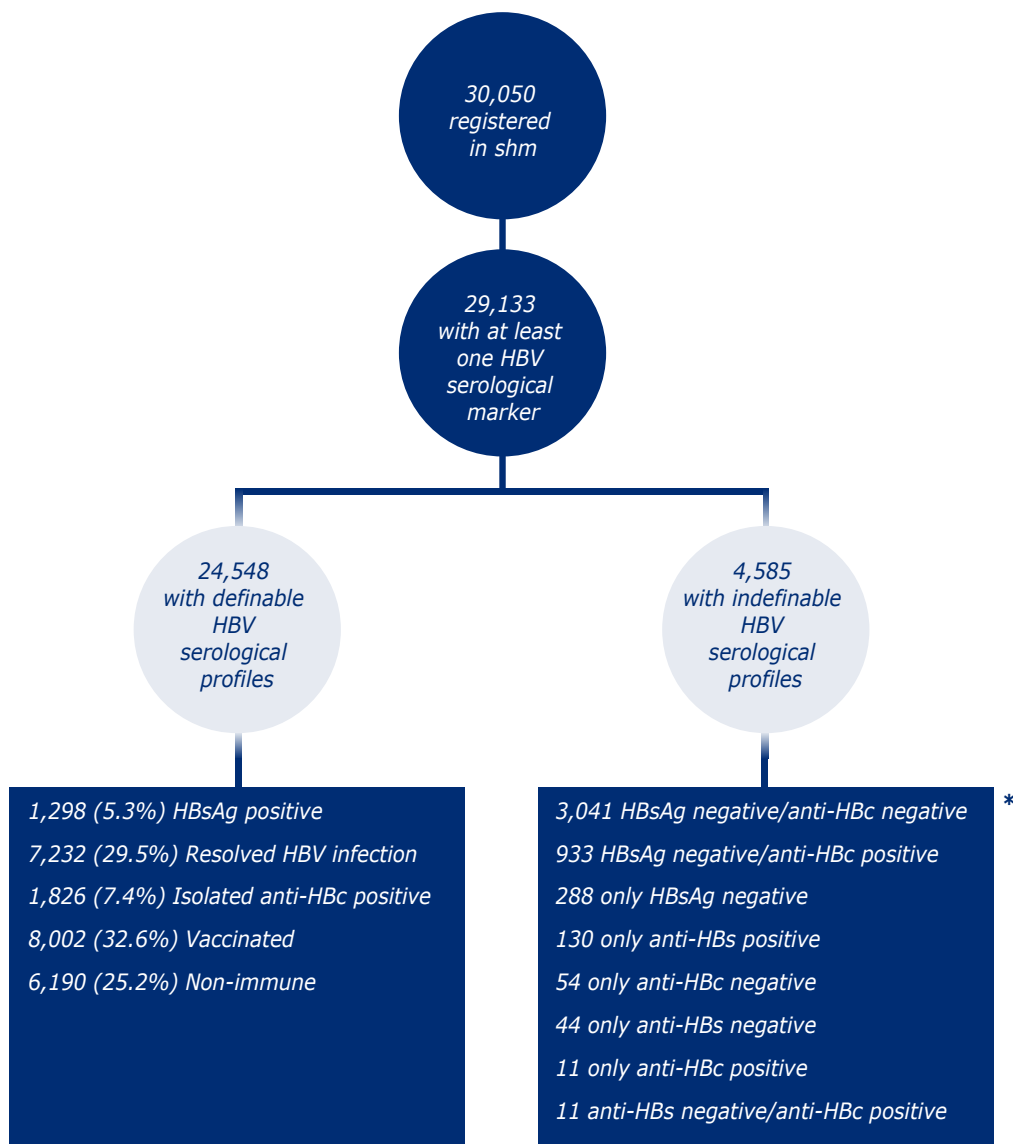 30,050
registered
in shm
29,133
with at least
one HBV
serological
marker
24,548
with definable
HBV
serological
profiles
4,585
with indefinable
HBV
serological
profiles
1,298 (5.3%) HBsAg positive
7,232 (29.5%) Resolved HBV infection
1,826 (7.4%) Isolated anti-HBc positive
8,002 (32.6%) Vaccinated
6,190 (25.2%) Non-immune
3,041 HBsAg negative/anti-HBc negative *
933 HBsAg negative/anti-HBc positive
288 only HBsAg negative
130 only anti-HBs positive
54 only anti-HBc negative
44 only anti-HBs negative
11 only anti-HBc positive
11 anti-HBs negative/anti-HBc positive